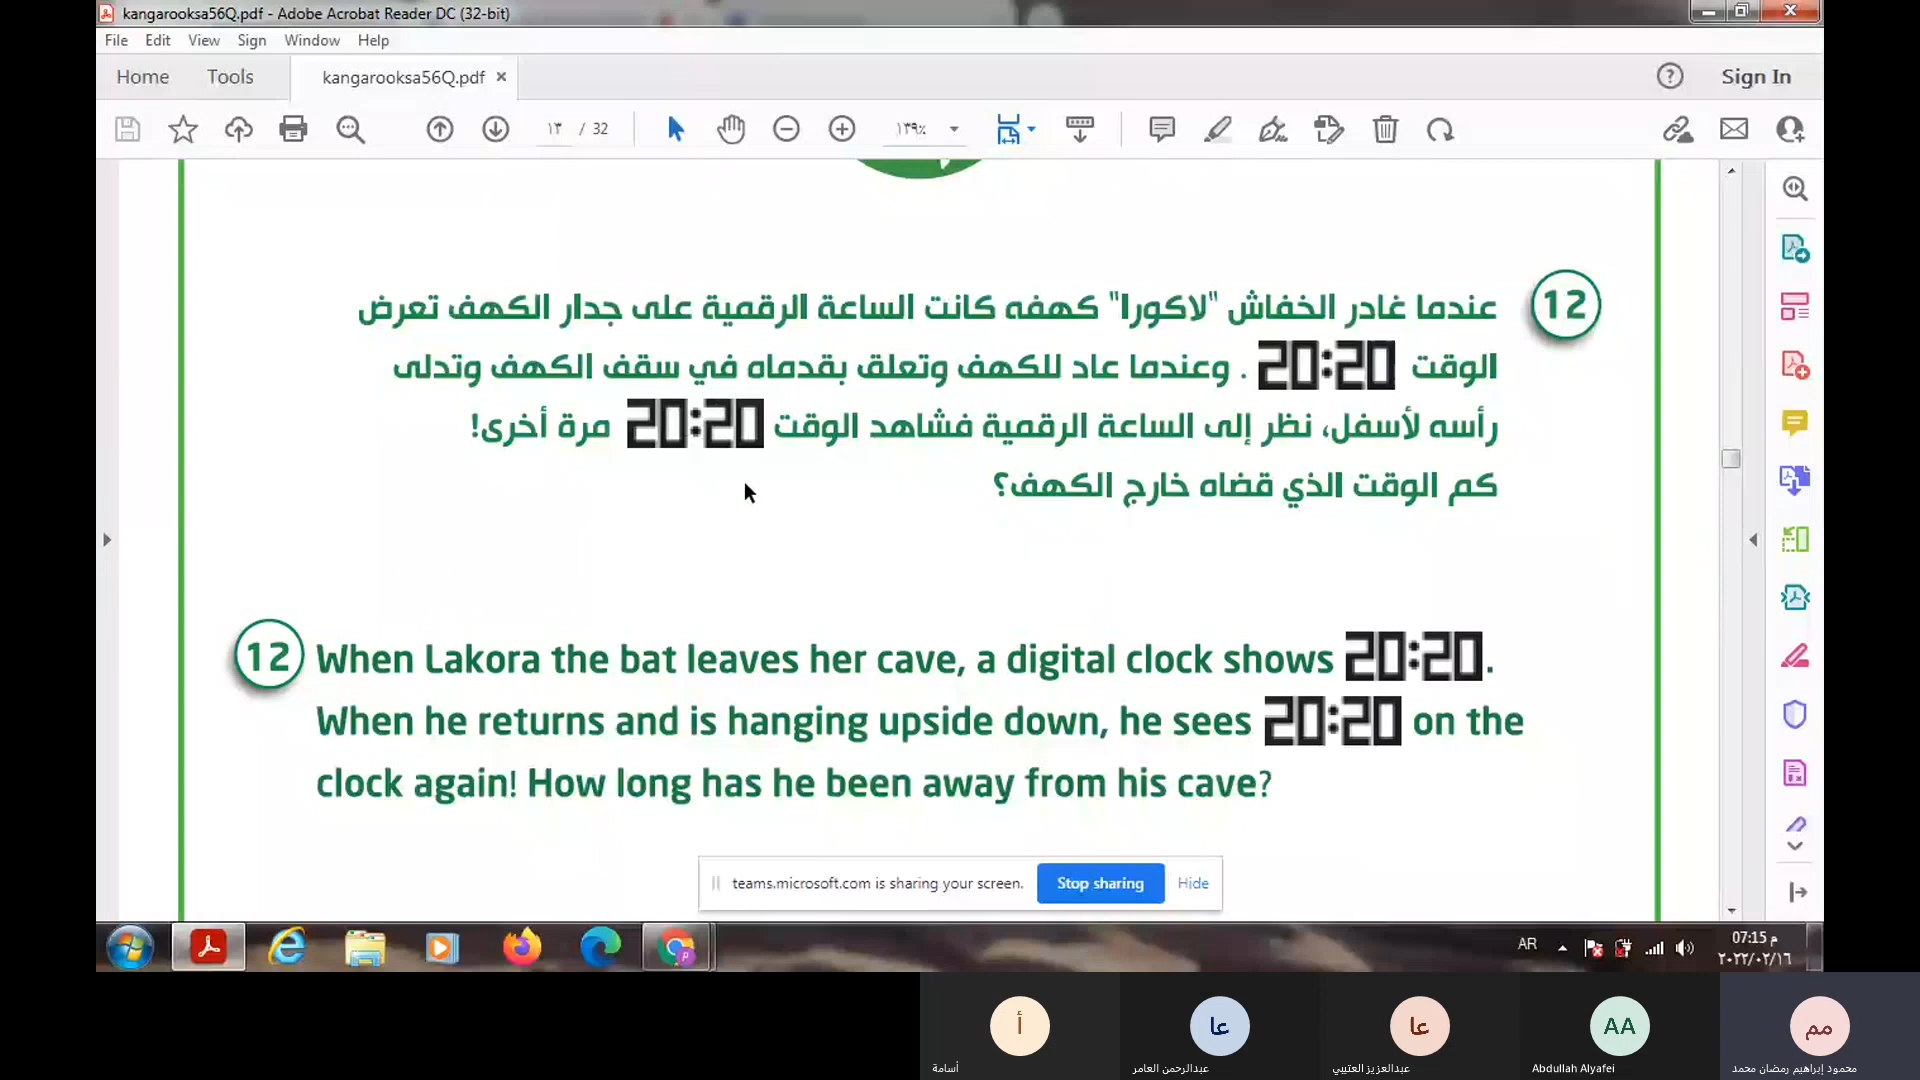 kangarooksa56Q.pdf - Adobe Acrobat Reader DC (32-bit)
File Edit View Sign Window Help
Home Tools kangarooksa56Q.pdf × ? Sign In
١٣ / 32 ١٣٩٪
12 عندما غادر الخفاش "لاكورا" كهفه كانت الساعة الرقمية على جدار الكهف تعرض
الوقت 20:20 . وعندما عاد للكهف وتعلق بقدماه في سقف الكهف وتدلى
رأسه لأسفل، نظر إلى الساعة الرقمية فشاهد الوقت 20:20 مرة أخرى!
كم الوقت الذي قضاه خارج الكهف؟
12 When Lakora the bat leaves her cave, a digital clock shows 20:20.
When he returns and is hanging upside down, he sees 20:20 on the
clock again! How long has he been away from his cave?
teams.microsoft.com is sharing your screen. Stop sharing Hide
AR 07:15 م
٢٠٢٢/٠٢/١٦
أ عا عا AA مم
أسامة عبدالرحمن العامر عبدالعزيز العتيبي Abdullah Alyafei محمود إبراهيم رمضان محمد